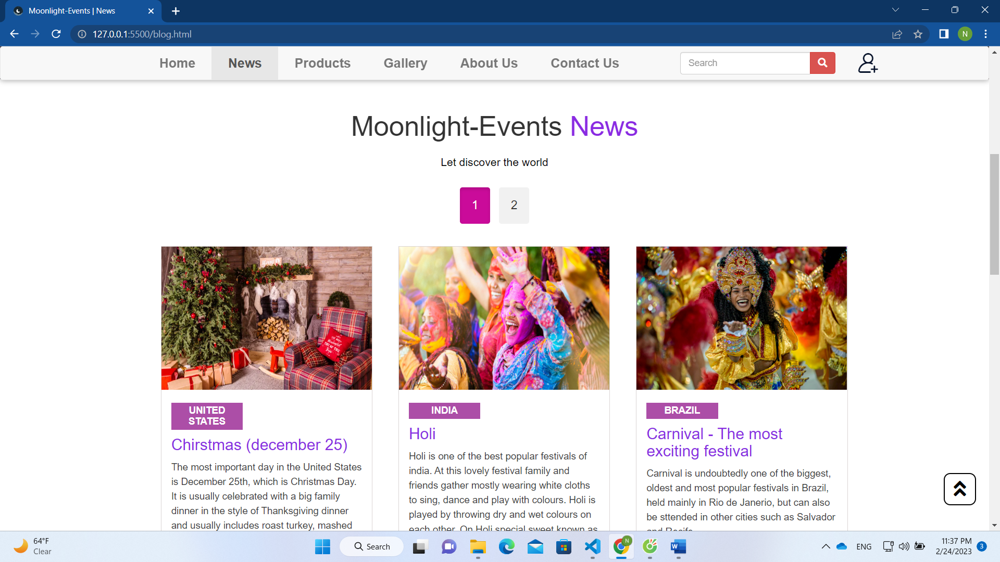 Moonlight-Events | News
127.0.0.1:5500/blog.html
N
Home News Products Gallery About Us Contact Us Search
Moonlight-Events News
Let discover the world
1 2
UNITED
STATES
Chirstmas (december 25)
The most important day in the United States
is December 25th, which is Christmas Day.
It is usually celebrated with a big family
dinner in the style of Thanksgiving dinner
and usually includes roast turkey, mashed
INDIA
Holi
Holi is one of the best popular festivals of
india. At this lovely festival family and
friends gather mostly wearing white cloths
to sing, dance and play with colours. Holi is
played by throwing dry and wet colours on
each other. On Holi special sweet known as
BRAZIL
Carnival - The most
exciting festival
Carnival is undoubtedly one of the biggest,
oldest and most popular festivals in Brazil,
held mainly in Rio de Janerio, but can also
be sttended in other cities such as Salvador
and Recife.
64°F
Clear
Search
N
W
ENG
11:37 PM
2/24/2023
3